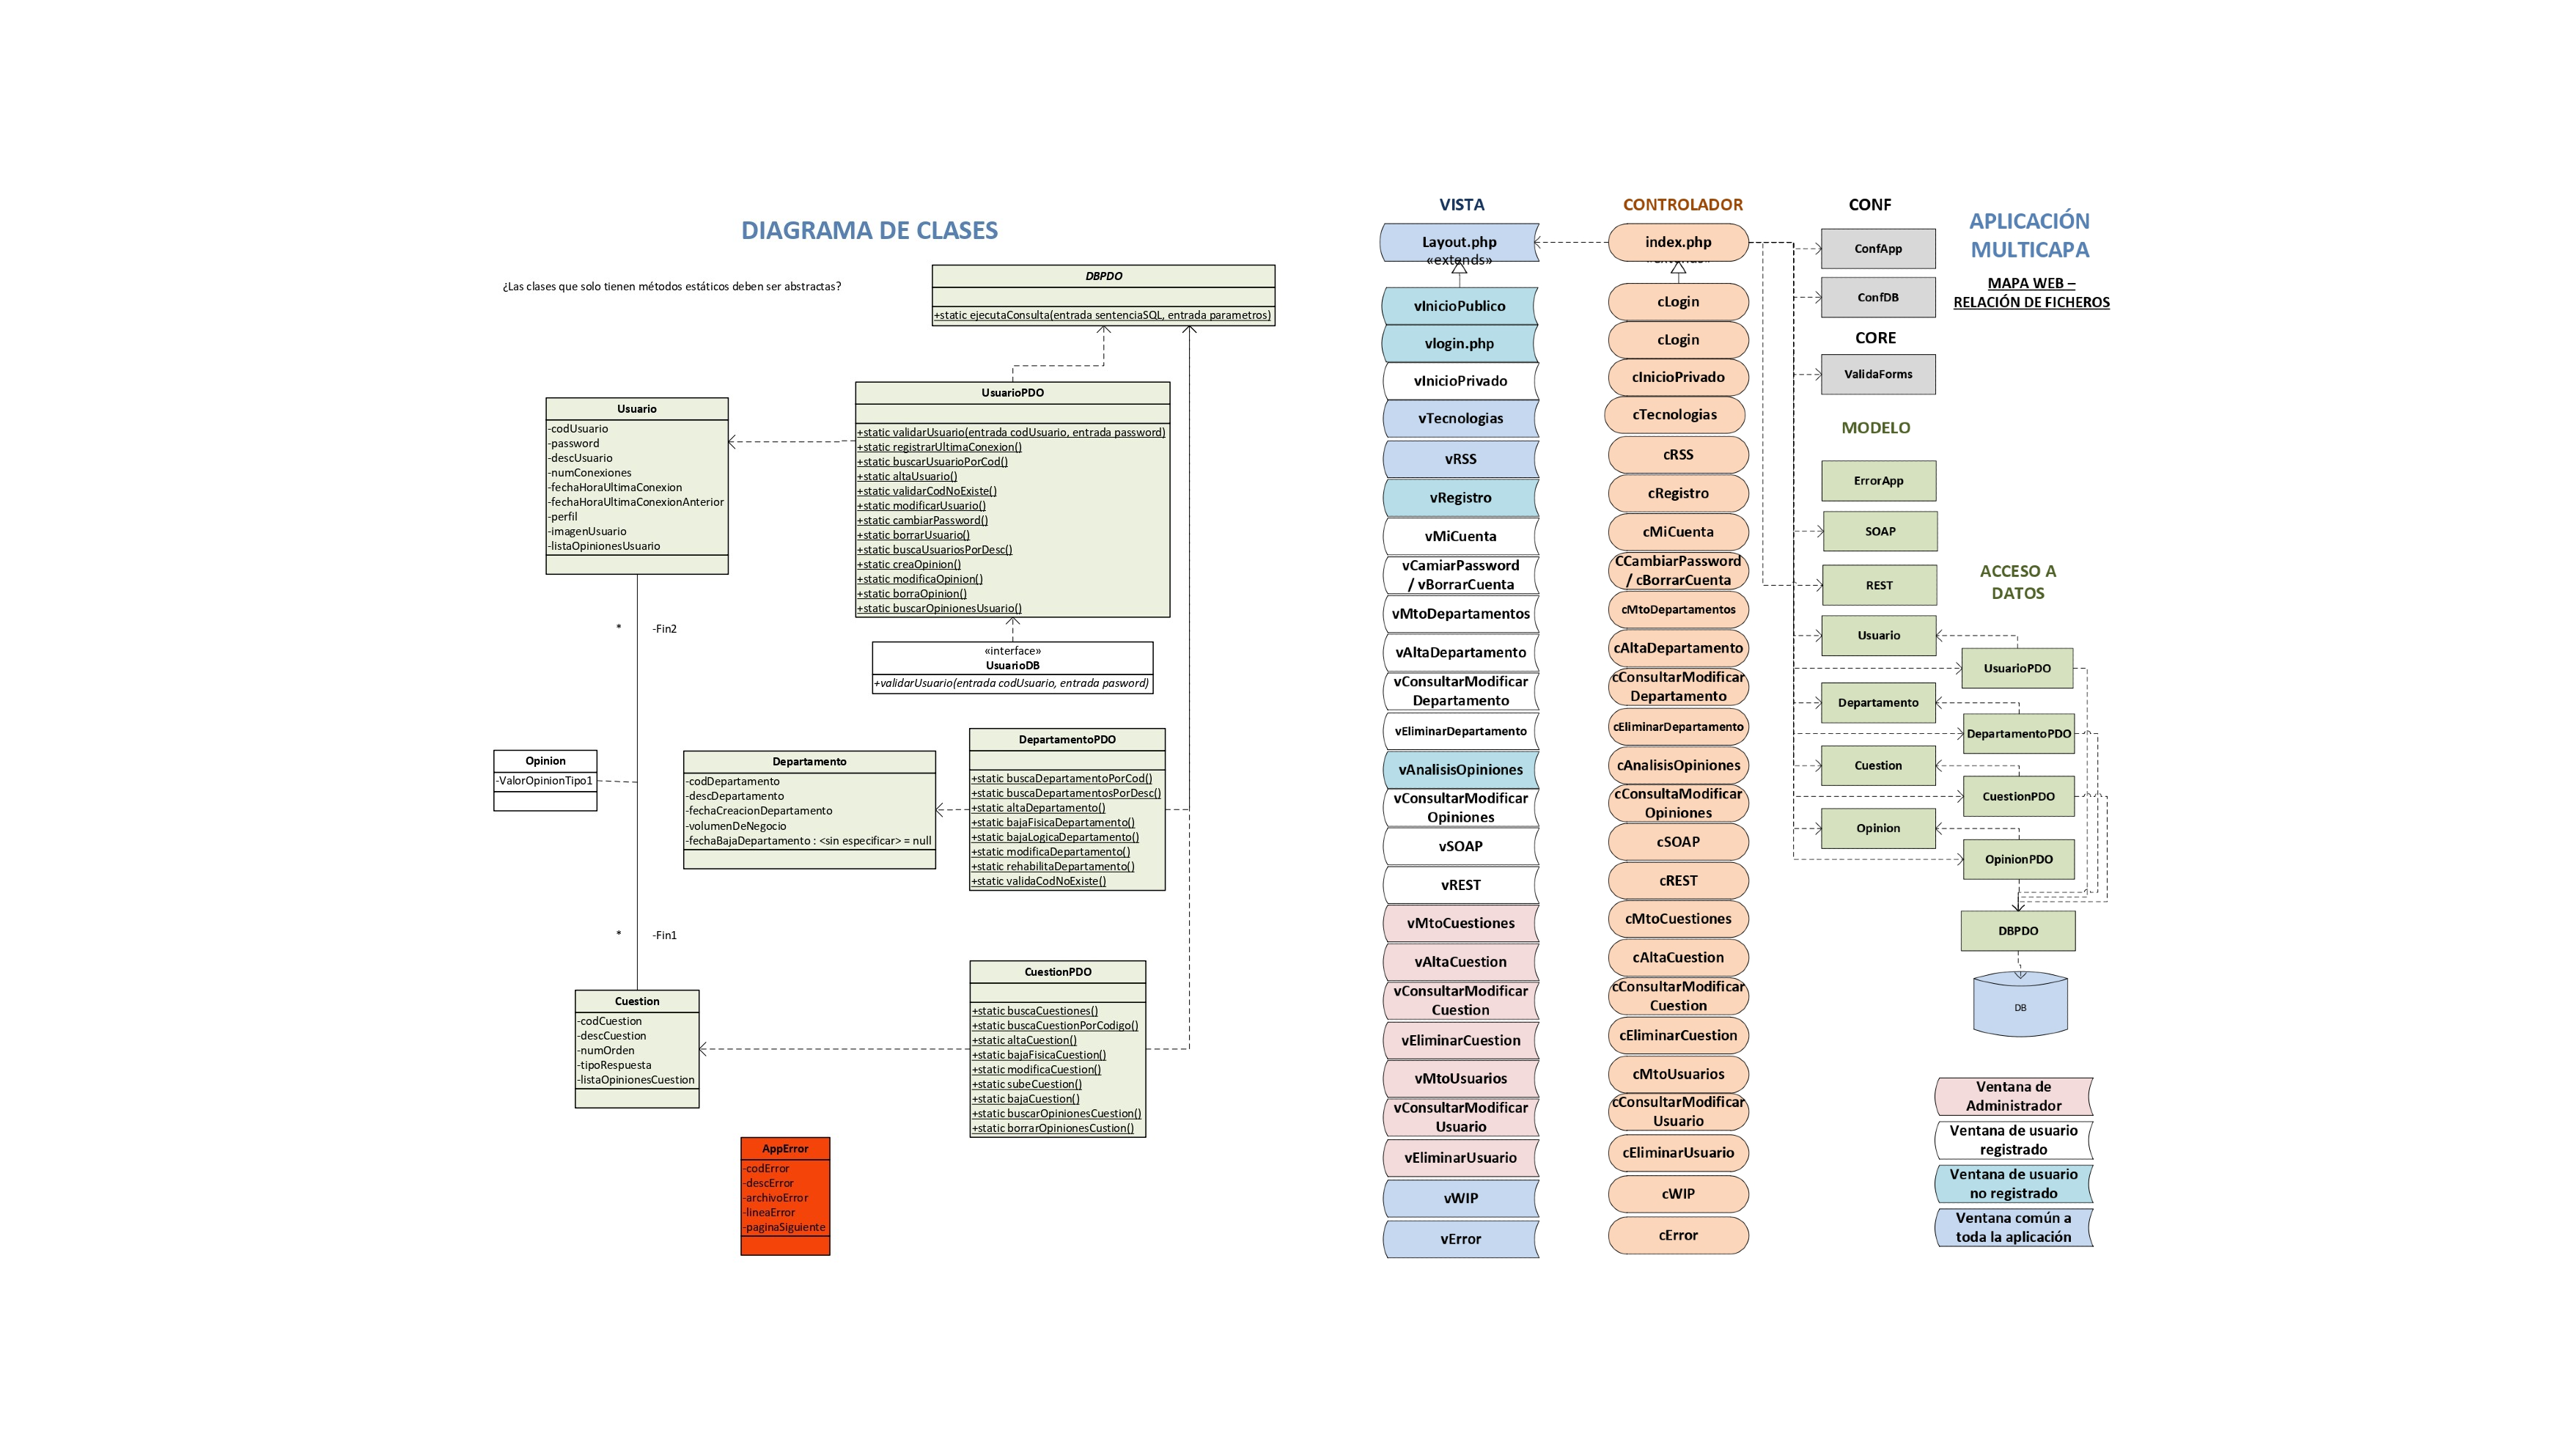 DIAGRAMA DE CLASES
¿Las clases que solo tienen métodos estáticos deben ser abstractas?
DBPDO
+static ejecutaConsulta(entrada sentenciaSQL, entrada parametros)
Usuario
-codUsuario
-password
-descUsuario
-numConexiones
-fechaHoraUltimaConexion
-fechaHoraUltimaConexionAnterior
-perfil
-imagenUsuario
-listaOpinionesUsuario
UsuarioPDO
+static validarUsuario(entrada codUsuario, entrada password)
+static registrarUltimaConexion()
+static buscarUsuarioPorCod()
+static altaUsuario()
+static validarCodNoExiste()
+static modificarUsuario()
+static cambiarPassword()
+static borrarUsuario()
+static buscaUsuariosPorDesc()
+static creaOpinion()
+static modificaOpinion()
+static borraOpinion()
+static buscarOpinionesUsuario()
* -Fin2
«interface»
UsuarioDB
+validarUsuario(entrada codUsuario, entrada pasword)
Opinion
-ValorOpinionTipo1
Departamento
-codDepartamento
-descDepartamento
-fechaCreacionDepartamento
-volumenDeNegocio
-fechaBajaDepartamento : <sin especificar> = null
DepartamentoPDO
+static buscaDepartamentoPorCod()
+static buscaDepartamentosPorDesc()
+static altaDepartamento()
+static bajaFisicaDepartamento()
+static bajaLogicaDepartamento()
+static modificaDepartamento()
+static rehabilitaDepartamento()
+static validaCodNoExiste()
* -Fin1
Cuestion
-codCuestion
-descCuestion
-numOrden
-tipoRespuesta
-listaOpinionesCuestion
CuestionPDO
+static buscaCuestiones()
+static buscaCuestionPorCodigo()
+static altaCuestion()
+static bajaFisicaCuestion()
+static modificaCuestion()
+static subeCuestion()
+static bajaCuestion()
+static buscarOpinionesCuestion()
+static borrarOpinionesCustion()
AppError
-codError
-descError
-archivoError
-lineaError
-paginaSiguiente
VISTA
Layout.php
«extends»
vInicioPublico
vlogin.php
vInicioPrivado
vTecnologias
vRSS
vRegistro
vMiCuenta
vCamiarPassword
/ vBorrarCuenta
vMtoDepartamentos
vAltaDepartamento
vConsultarModificar
Departamento
vEliminarDepartamento
vAnalisisOpiniones
vConsultarModificar
Opiniones
vSOAP
vREST
vMtoCuestiones
vAltaCuestion
vConsultarModificar
Cuestion
vEliminarCuestion
vMtoUsuarios
vConsultarModificar
Usuario
vEliminarUsuario
vWIP
vError
CONTROLADOR
index.php
cLogin
cLogin
cInicioPrivado
cTecnologias
cRSS
cRegistro
cMiCuenta
CCambiarPassword
/ cBorrarCuenta
cMtoDepartamentos
cAltaDepartamento
cConsultarModificar
Departamento
cEliminarDepartamento
cAnalisisOpiniones
cConsultaModificar
Opiniones
cSOAP
cREST
cMtoCuestiones
cAltaCuestion
cConsultarModificar
Cuestion
cEliminarCuestion
cMtoUsuarios
cConsultarModificar
Usuario
cEliminarUsuario
cWIP
cError
CONF
ConfApp
ConfDB
CORE
ValidaForms
MODELO
ErrorApp
SOAP
REST
Usuario
Departamento
Cuestion
Opinion
APLICACIÓN
MULTICAPA
MAPA WEB –
RELACIÓN DE FICHEROS
ACCESO A
DATOS
UsuarioPDO
DepartamentoPDO
CuestionPDO
OpinionPDO
DBPDO
DB
Ventana de
Administrador
Ventana de usuario
registrado
Ventana de usuario
no registrado
Ventana común a
toda la aplicación